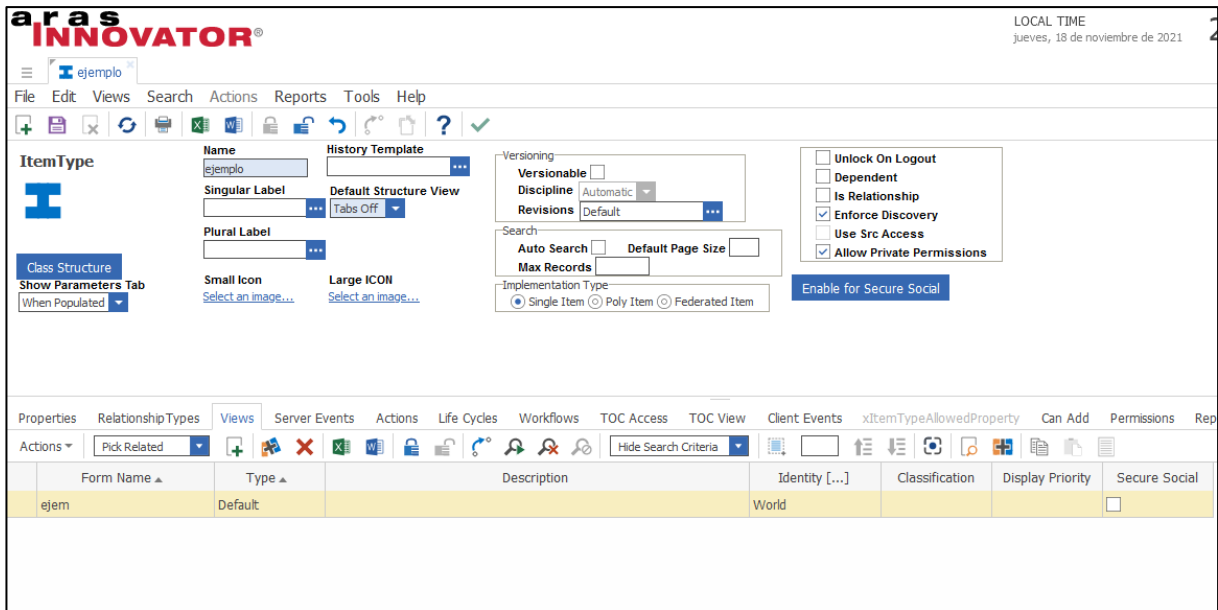 aras
INNOVATOR®
LOCAL TIME
jueves, 18 de noviembre de 2021
ejemplo
File Edit Views Search Actions Reports Tools Help
ItemType
Name
ejemplo
History Template
Singular Label
Default Structure View
Tabs Off
Plural Label
Class Structure
Show Parameters Tab
When Populated
Small Icon
Select an image...
Large ICON
Select an image...
Versioning
Versionable
Discipline Automatic
Revisions Default
Search
Auto Search Default Page Size
Max Records
Implementation Type
Single Item Poly Item Federated Item
Unlock On Logout
Dependent
Is Relationship
Enforce Discovery
Use Src Access
Allow Private Permissions
Enable for Secure Social
Properties RelationshipTypes Views Server Events Actions Life Cycles Workflows TOC Access TOC View Client Events xItemTypeAllowedProperty Can Add Permissions Rep
Actions Pick Related Hide Search Criteria
Form Name Type Description Identity [...] Classification Display Priority Secure Social
ejem Default World